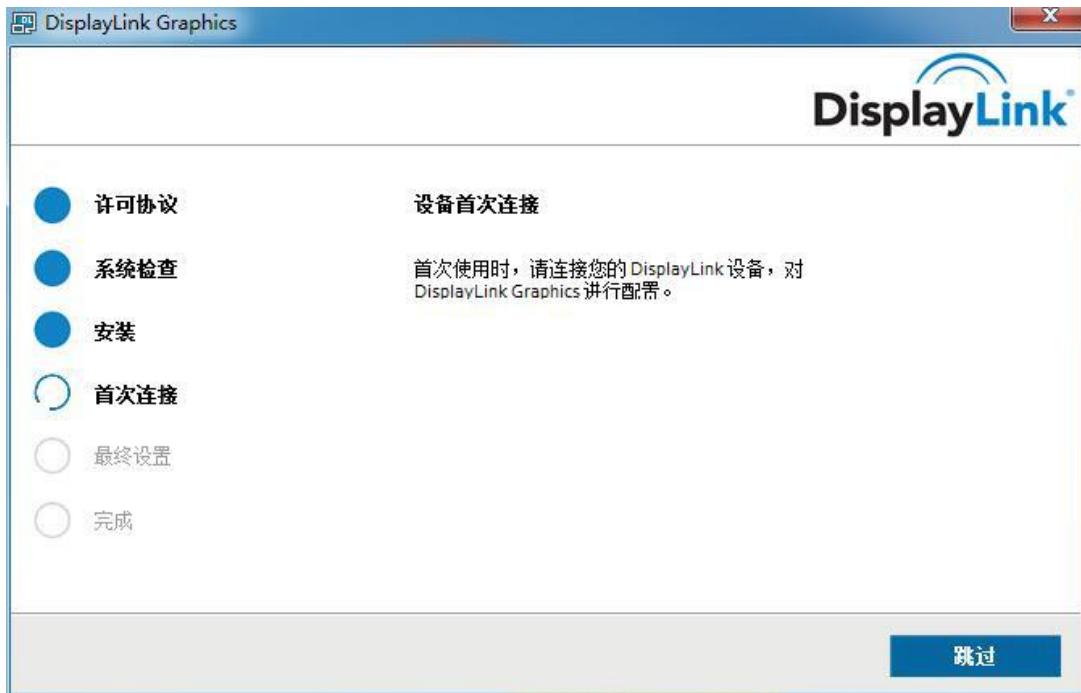 DisplayLink Graphics
DisplayLink
许可协议
设备首次连接
系统检查
首次使用时，请连接您的 DisplayLink 设备，对
DisplayLink Graphics 进行配置。
安装
首次连接
最终设置
完成
跳过